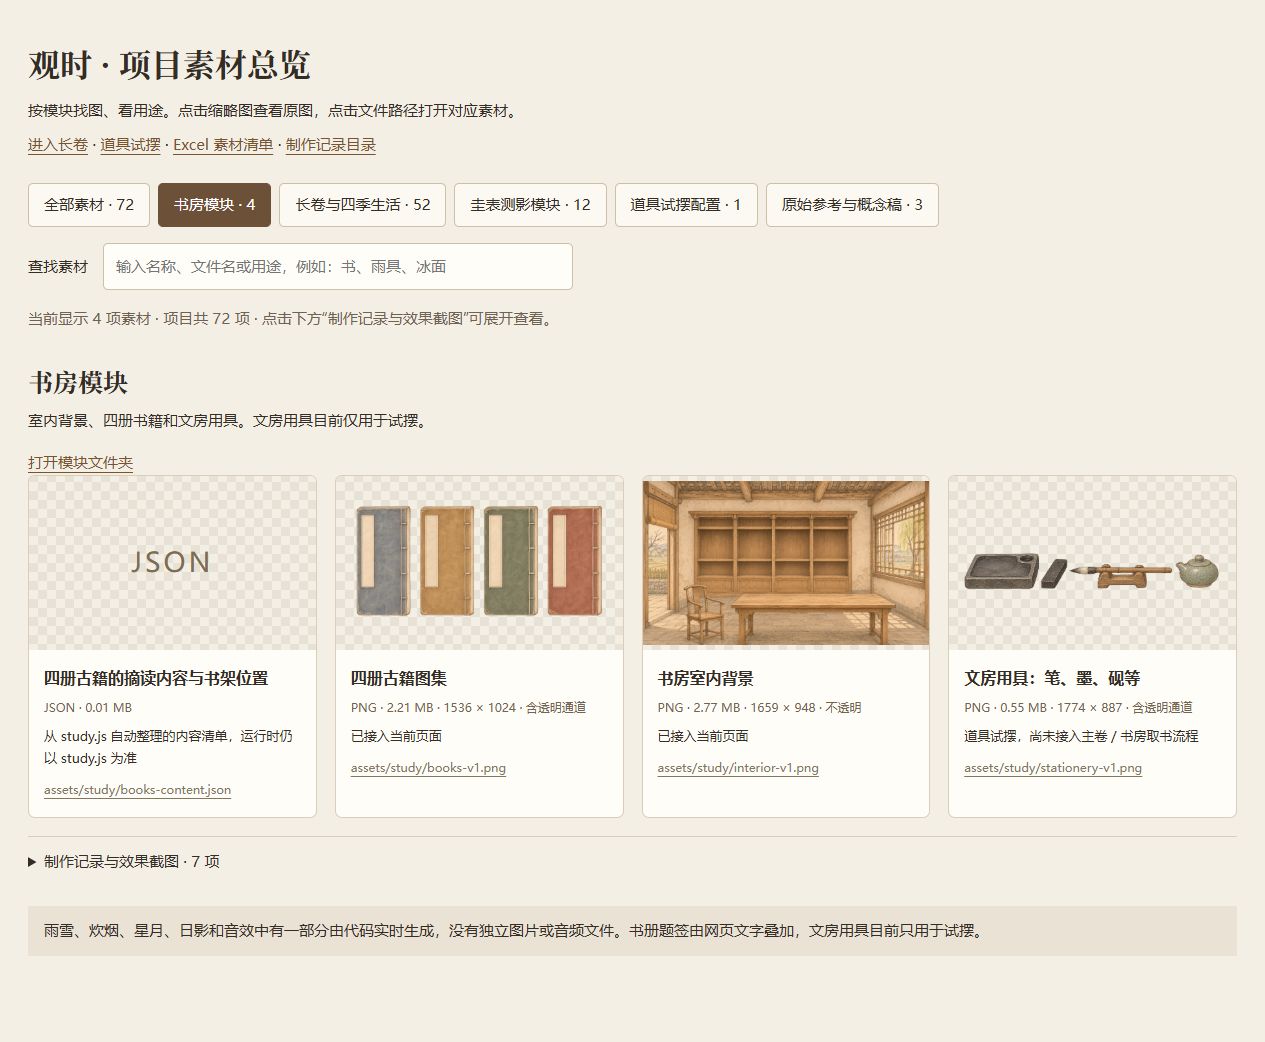 观时 · 项目素材总览
按模块找图、看用途。点击缩略图查看原图，点击文件路径打开对应素材。
进入长卷 · 道具试摆 · Excel 素材清单 · 制作记录目录
全部素材 · 72
书房模块 · 4
长卷与四季生活 · 52
圭表测影模块 · 12
道具试摆配置 · 1
原始参考与概念稿 · 3
查找素材
输入名称、文件名或用途，例如：书、雨具、冰面
当前显示 4 项素材 · 项目共 72 项 · 点击下方“制作记录与效果截图”可展开查看。
书房模块
室内背景、四册书籍和文房用具。文房用具目前仅用于试摆。
打开模块文件夹
JSON
四册古籍的摘读内容与书架位置
JSON · 0.01 MB
从 study.js 自动整理的内容清单，运行时仍
以 study.js 为准
assets/study/books-content.json
四册古籍图集
PNG · 2.21 MB · 1536 × 1024 · 含透明通道
已接入当前页面
assets/study/books-v1.png
书房室内背景
PNG · 2.77 MB · 1659 × 948 · 不透明
已接入当前页面
assets/study/interior-v1.png
文房用具：笔、墨、砚等
PNG · 0.55 MB · 1774 × 887 · 含透明通道
道具试摆，尚未接入主卷 / 书房取书流程
assets/study/stationery-v1.png
制作记录与效果截图 · 7 项
雨雪、炊烟、星月、日影和音效中有一部分由代码实时生成，没有独立图片或音频文件。书册题签由网页文字叠加，文房用具目前只用于试摆。